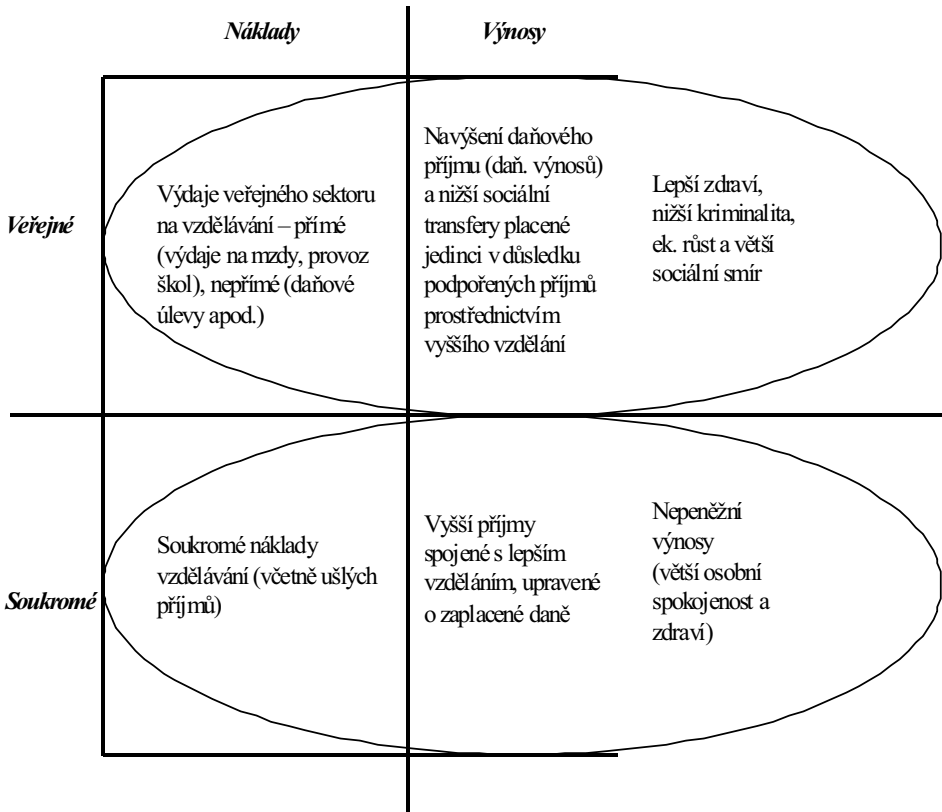 Náklady
Výnosy
Veřejné
Výdaje veřejného sektoru
na vzdělávání – přímé
(výdaje na mzdy, provoz
škol), nepřímé (daňové
úlevy apod.)
Navýšení daňového
příjmu (daň. výnosů)
a nižší sociální
transfery placené
jedinci v důsledku
podpořených příjmů
prostřednictvím
vyššího vzdělání
Lepší zdraví,
nižší kriminalita,
ek. růst a větší
sociální smír
Soukromé
Soukromé náklady
vzdělávání (včetně ušlých
příjmů)
Vyšší příjmy
spojené s lepším
vzděláním, upravené
o zaplacené daně
Nepeněžní
výnosy
(větší osobní
spokojenost a
zdraví)